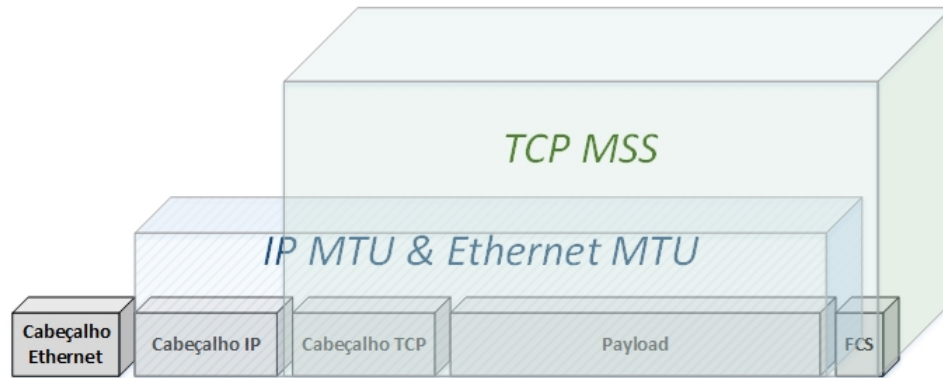 TCP MSS
IP MTU & Ethernet MTU
Cabeçalho
Ethernet
Cabeçalho IP
Cabeçalho TCP
Payload
FCS